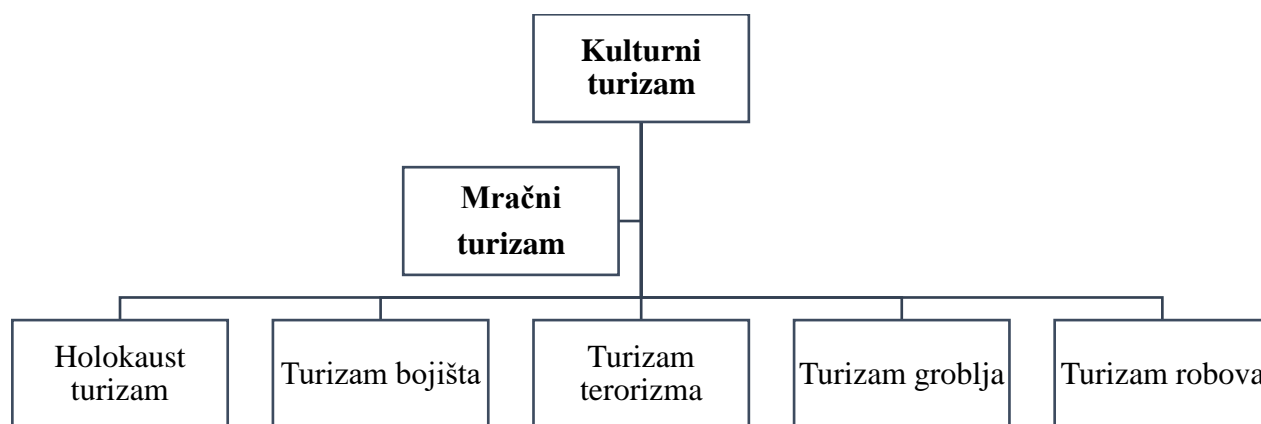 Kulturni
turizam
Mračni
turizam
Holokaust
turizam
Turizam bojišta
Turizam
terorizma
Turizam groblja
Turizam robova